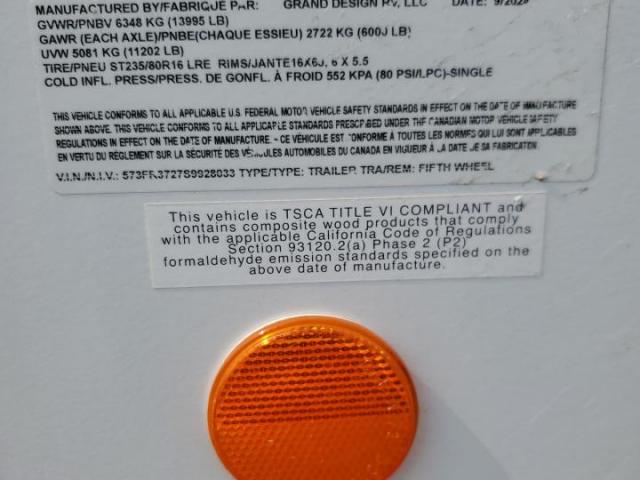 MANUFACTURED BY/FABRIQUE PAR: GRAND DESIGN RV, LLC DATE:
GVWR/PNBV 6348 KG (13995 LB)
GAWR (EACH AXLE)/PNBE(CHAQUE ESSIEU) 2722 KG (6000 LB)
UVW 5081 KG (11202 LB)
TIRE/PNEU ST235/80R16 LRE RIMS/JANTE 16X6J, 6 X 5.5
COLD INFL. PRESS/PRESS. DE GONFL. À FROID 552 KPA (80 PSI/LPC)-SINGLE
THIS VEHICLE CONFORMS TO ALL APPLICABLE U.S. FEDERAL MOTOR VEHICLE SAFETY STANDARDS IN EFFECT ON THE DATE OF MANUFACTURE
SHOWN ABOVE. THIS VEHICLE CONFORMS TO ALL APPLICABLE STANDARDS PRESCRIBED UNDER THE CANADIAN MOTOR VEHICLE SAFETY
REGULATIONS IN EFFECT ON THE DATE OF MANUFACTURE. - CE VÉHICULE EST CONFORME À TOUTES LES NORMES QUI LUI SONT APPLICABLES
EN VERTU DU RÈGLEMENT SUR LA SÉCURITÉ DES VÉHICULES AUTOMOBILES DU CANADA EN VIGUEUR À LA DATE DE SA FABRICATION.
V.I.N./N.I.V.: 573FR3727S9928033 TYPE/TYPE: TRAILER TRA/REM: FIFTH WHEEL
This vehicle is TSCA TITLE VI COMPLIANT and
contains composite wood products that comply
with the applicable California Code of Regulations
Section 93120.2(a) Phase 2 (P2)
formaldehyde emission standards specified on the
above date of manufacture.